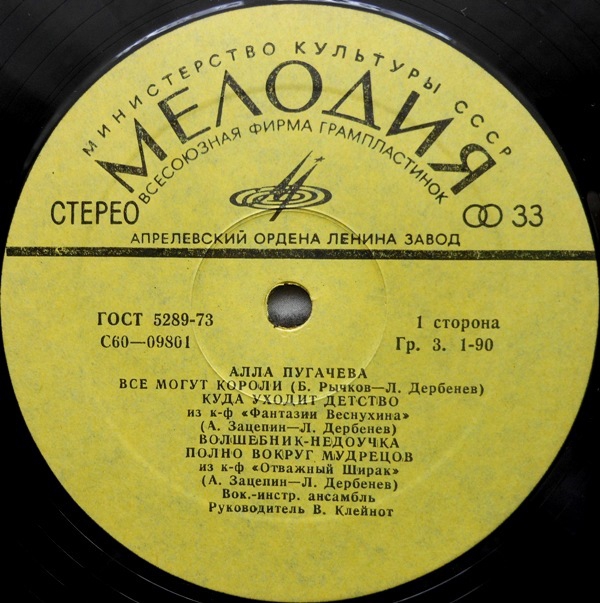 МИНИСТЕРСТВО КУЛЬТУРЫ СССР
МЕЛОДИЯ
ВСЕСОЮЗНАЯ ФИРМА ГРАМПЛАСТИНОК
СТЕРЕО
33
АПРЕЛЕВСКИЙ ОРДЕНА ЛЕНИНА ЗАВОД
ГОСТ 5289-73
1 сторона
С60—09801
Гр. 3. 1-90
АЛЛА ПУГАЧЕВА
ВСЕ МОГУТ КОРОЛИ (Б. Рычков—Л. Дербенев)
КУДА УХОДИТ ДЕТСТВО
из к-ф «Фантазии Веснухина»
(А. Зацепин—Л. Дербенев)
ВОЛШЕБНИК-НЕДОУЧКА
ПОЛНО ВОКРУГ МУДРЕЦОВ
из к-ф «Отважный Ширак»
(А. Зацепин—Л. Дербенев)
Вок.-инстр. ансамбль
Руководитель В. Клейнот